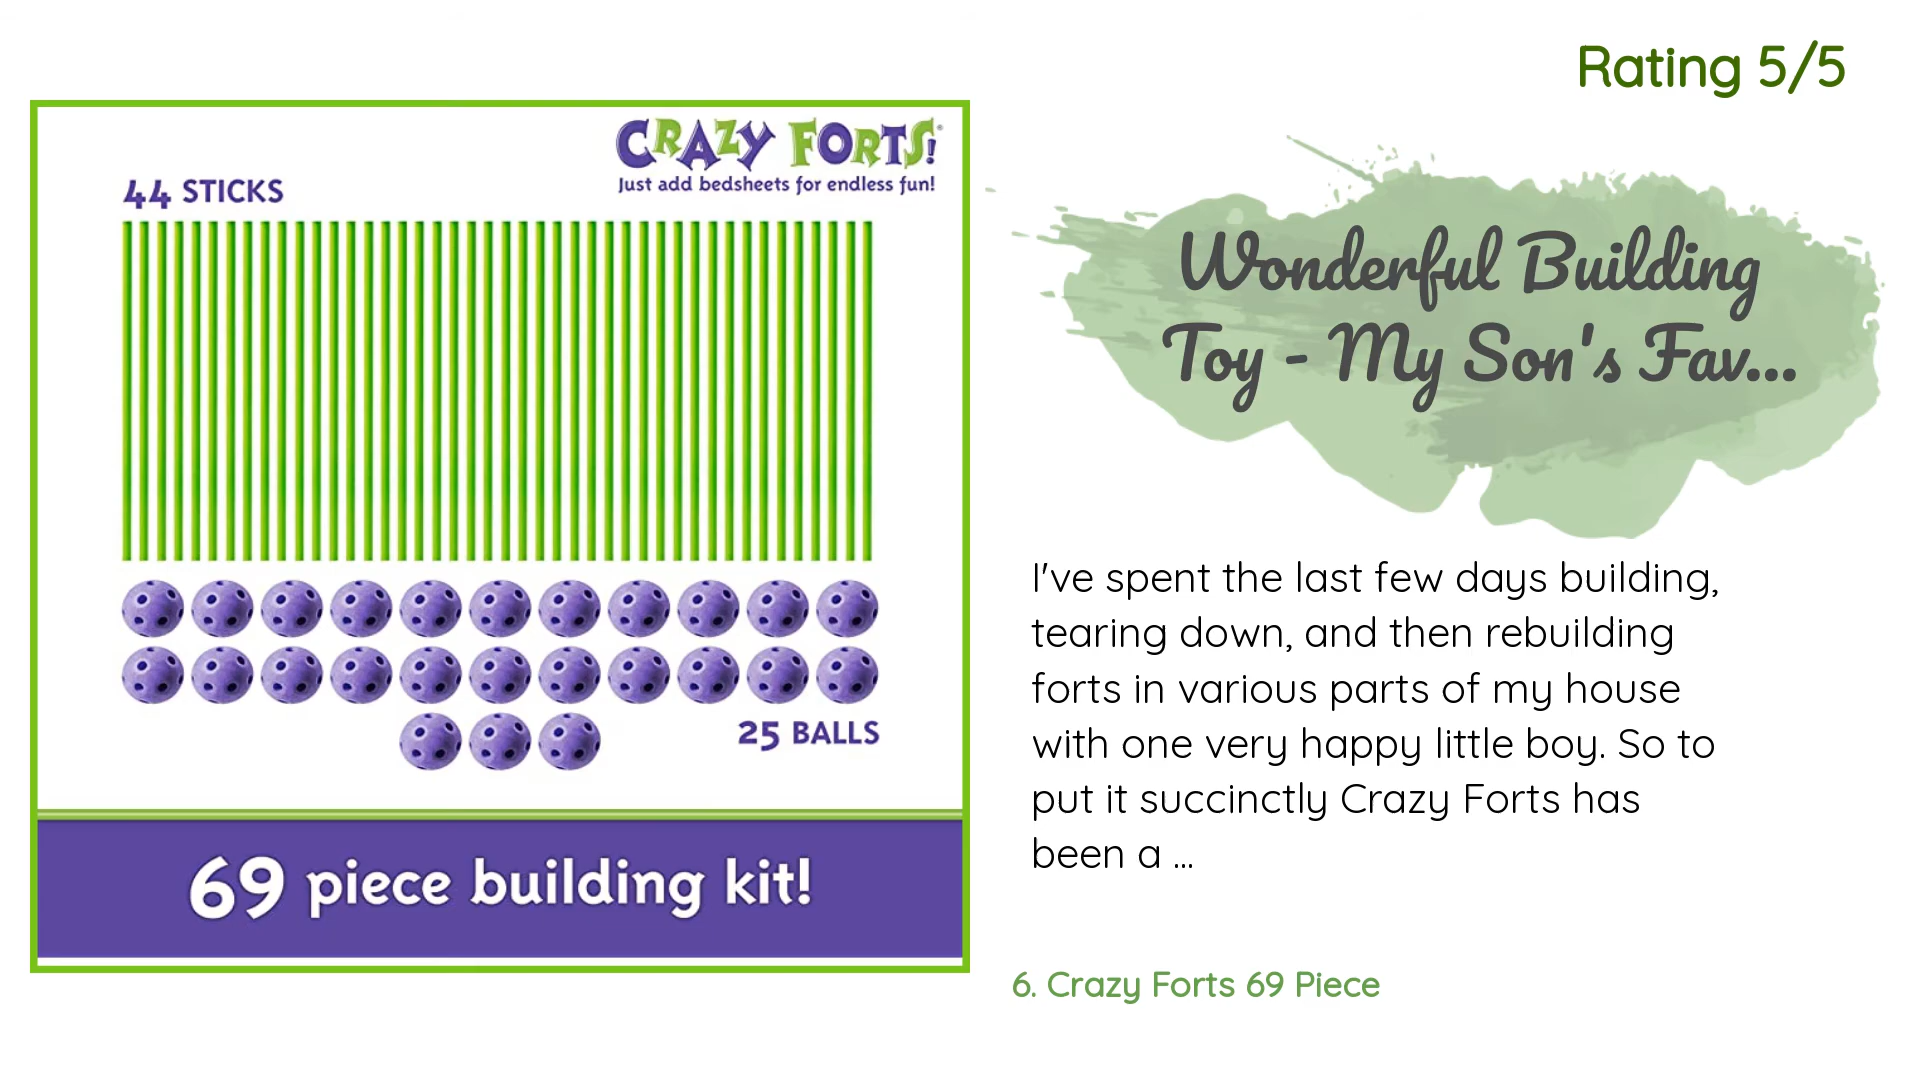 Rating 5/5
CRAZY FORTS!®
Just add bedsheets for endless fun!
44 STICKS
25 BALLS
69 piece building kit!
Wonderful Building
Toy - My Son's Fav...
I've spent the last few days building,
tearing down, and then rebuilding
forts in various parts of my house
with one very happy little boy. So to
put it succinctly Crazy Forts has
been a ...
6. Crazy Forts 69 Piece